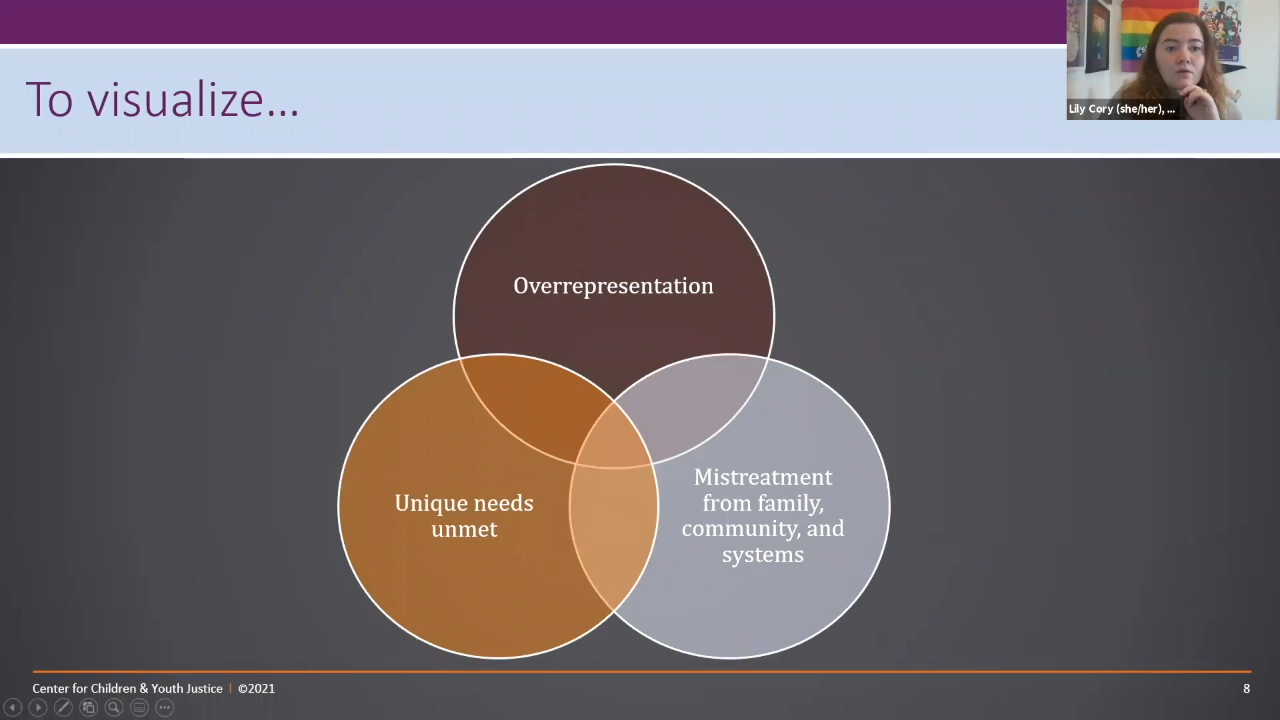 To visualize...
Lily Cory (she/her), ...
Overrepresentation
Unique needs
unmet
Mistreatment
from family,
community, and
systems
Center for Children & Youth Justice | ©2021
8